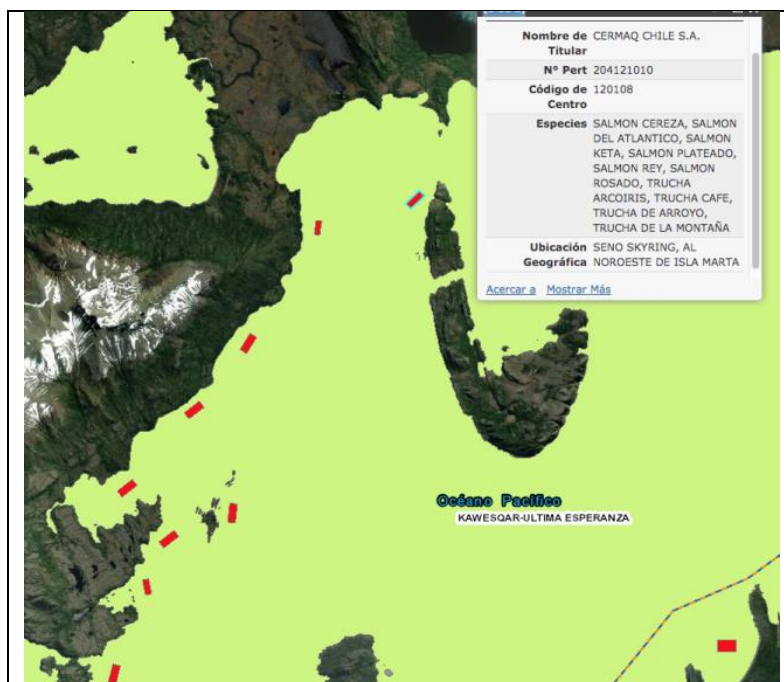 Nombre de Titular CERMAQ CHILE S.A.
N° Pert 204121010
Código de Centro 120108
Especies SALMON CEREZA, SALMON
DEL ATLANTICO, SALMON
KETA, SALMON PLATEADO,
SALMON REY, SALMON
ROSADO, TRUCHA
ARCOIRIS, TRUCHA CAFE,
TRUCHA DE ARROYO,
TRUCHA DE LA MONTAÑA
Ubicación Geográfica SENO SKYRING, AL
NOROESTE DE ISLA MARTA
Acercar a Mostrar Más
Océano Pacífico
KAWESQAR-ULTIMA ESPERANZA